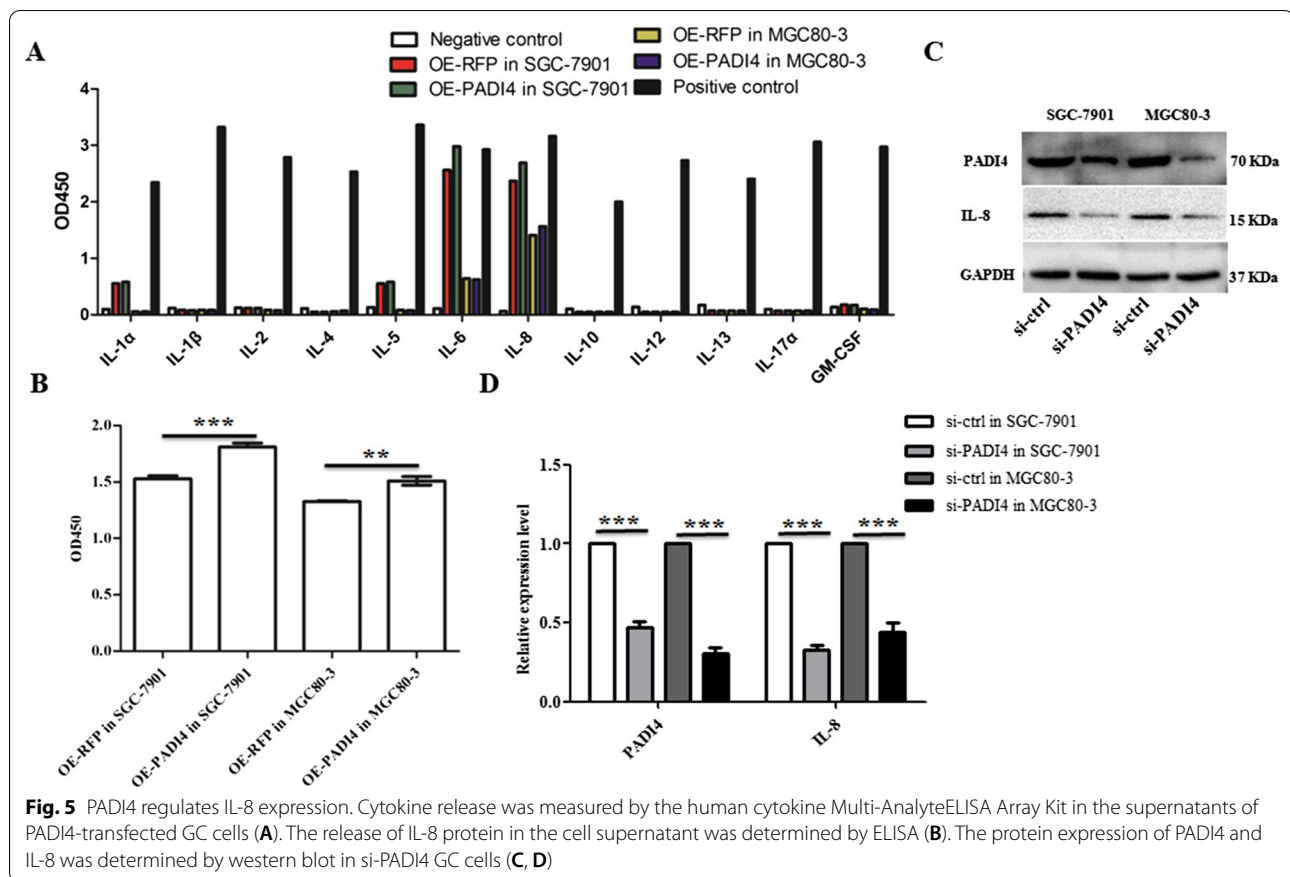 A
Negative control
OE-RFP in SGC-7901
OE-PADI4 in SGC-7901
OE-RFP in MGC80-3
OE-PADI4 in MGC80-3
Positive control
OD450
4
3
2
1
0
IL-1α
IL-1β
IL-2
IL-4
IL-5
IL-6
IL-8
IL-10
IL-12
IL-13
IL-17α
GM-CSF
C
SGC-7901 MGC80-3
PADI4 70 KDa
IL-8 15 KDa
GAPDH 37 KDa
si-ctrl
si-PADI4
si-ctrl
si-PADI4
B
***
**
OD450
2.0
1.5
1.0
0.5
0.0
OE-RFP in SGC-7901
OE-PADI4 in SGC-7901
OE-RFP in MGC80-3
OE-PADI4 in MGC80-3
D
si-ctrl in SGC-7901
si-PADI4 in SGC-7901
si-ctrl in MGC80-3
si-PADI4 in MGC80-3
Relative expression level
1.5
1.0
0.5
0.0
*** *** *** ***
PADI4
IL-8
Fig. 5 PADI4 regulates IL-8 expression. Cytokine release was measured by the human cytokine Multi-AnalyteELISA Array Kit in the supernatants of
PADI4-transfected GC cells (A). The release of IL-8 protein in the cell supernatant was determined by ELISA (B). The protein expression of PADI4 and
IL-8 was determined by western blot in si-PADI4 GC cells (C, D)